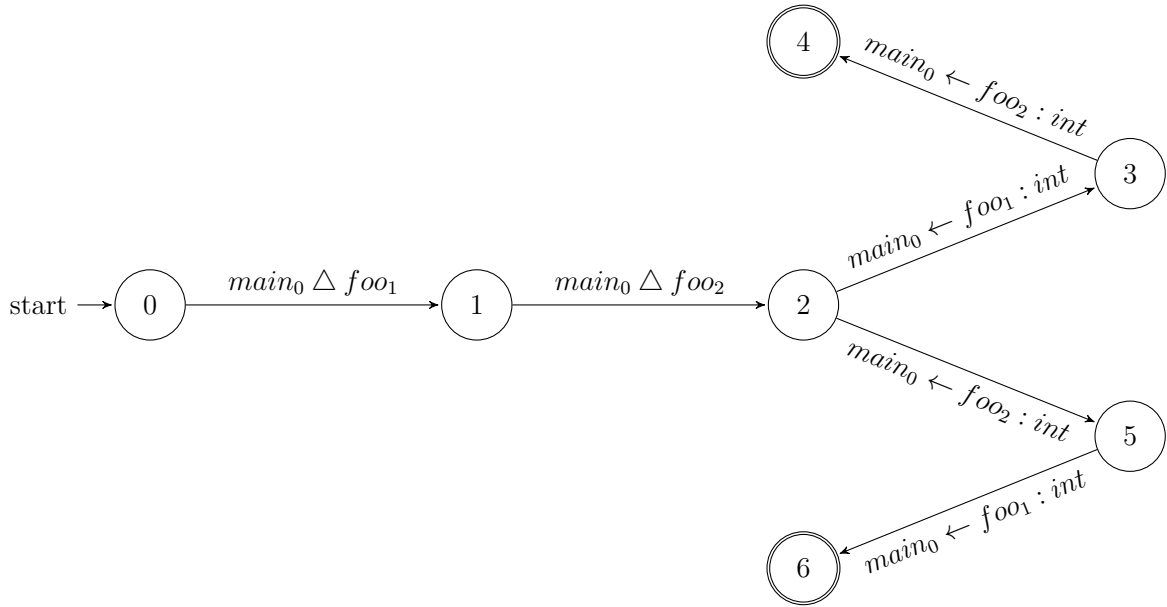 4
main₀ ← foo₂ : int
3
main₀ ← foo₁ : int
start
0
main₀ △ foo₁
1
main₀ △ foo₂
2
main₀ ← foo₂ : int
5
main₀ ← foo₁ : int
6